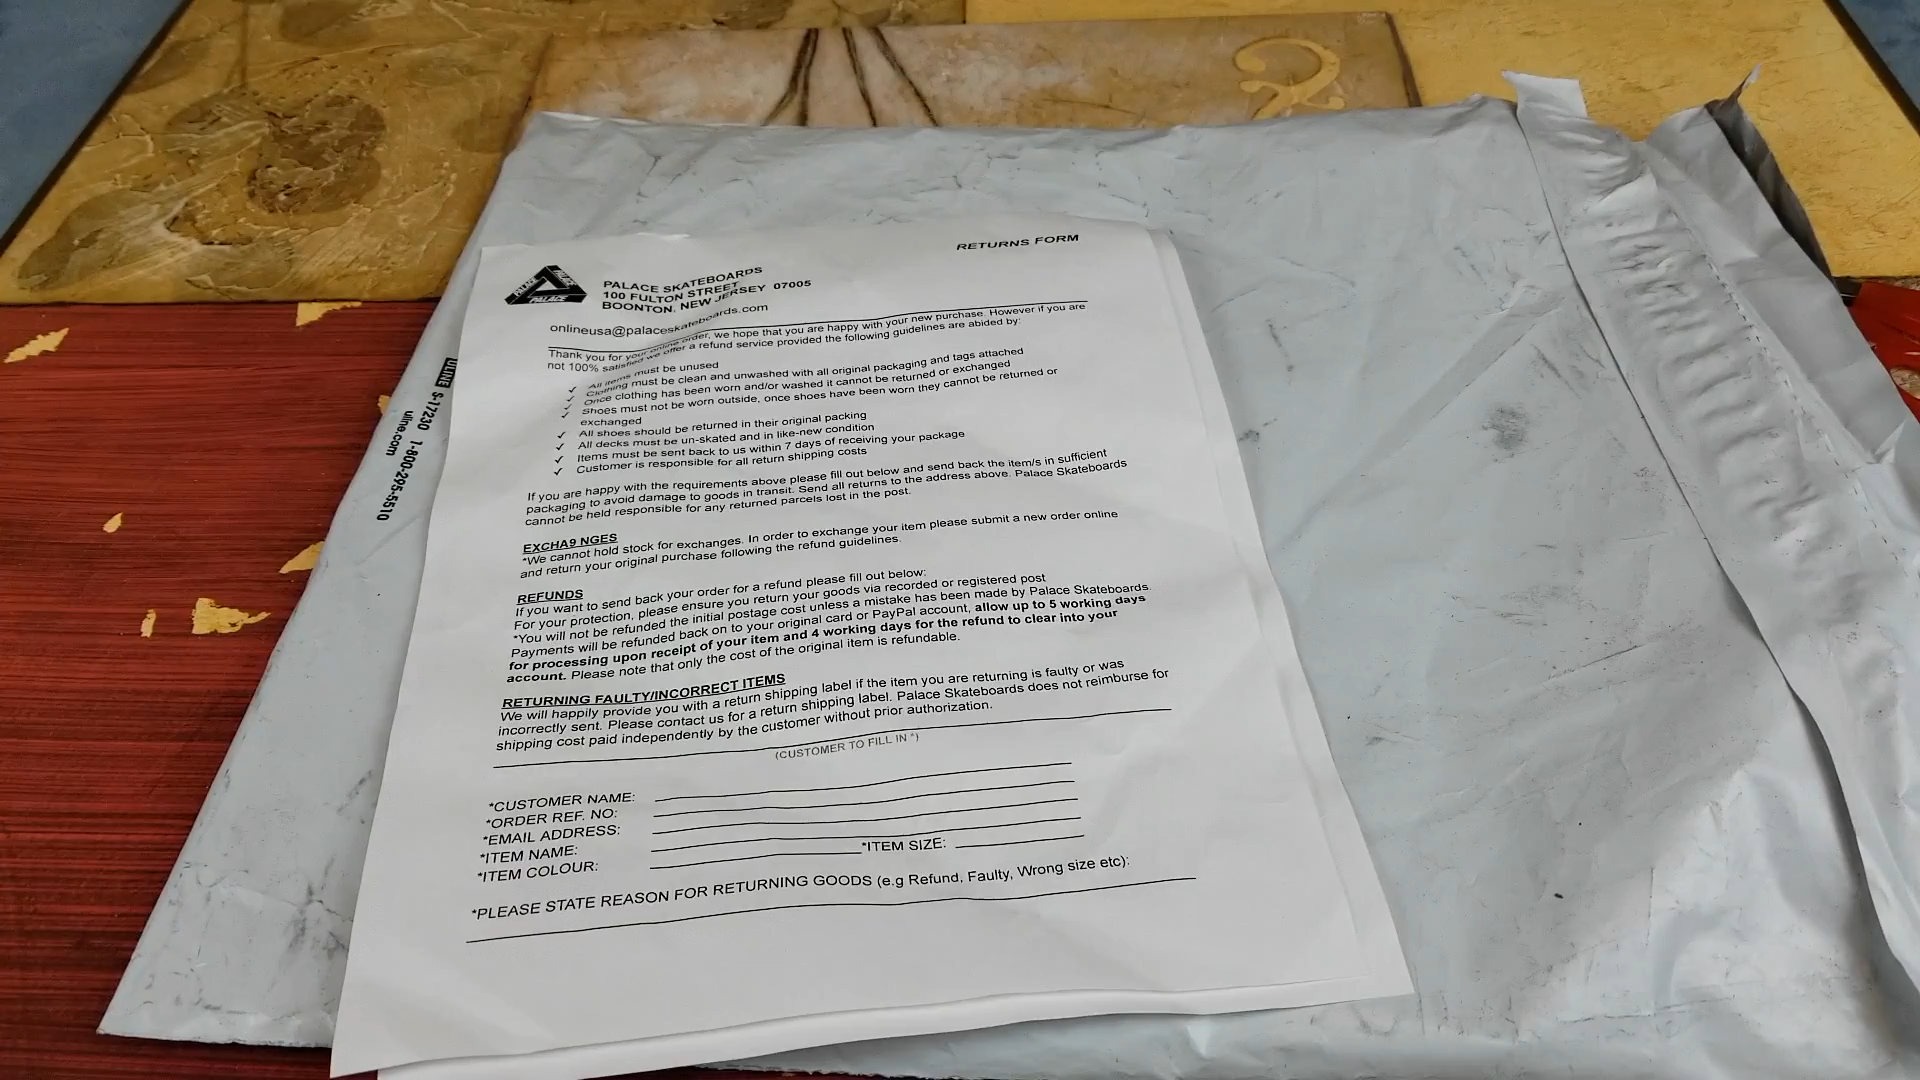 RETURNS FORM
PALACE
PALACE
PALACE
PALACE SKATEBOARDS
100 FULTON STREET
BOONTON, NEW JERSEY 07005
onlineusa@palaceskateboards.com
Thank you for your online order, we hope that you are happy with your new purchase. However if you are
not 100% satisfied we offer a refund service provided the following guidelines are abided by:
✓ All items must be unused
✓ Clothing must be clean and unwashed with all original packaging and tags attached
✓ Once clothing has been worn and/or washed it cannot be returned or exchanged
✓ Shoes must not be worn outside, once shoes have been worn they cannot be returned or
exchanged
✓ All shoes should be returned in their original packing
✓ All decks must be un-skated and in like-new condition
✓ Items must be sent back to us within 7 days of receiving your package
✓ Customer is responsible for all return shipping costs
If you are happy with the requirements above please fill out below and send back the item/s in sufficient
packaging to avoid damage to goods in transit. Send all returns to the address above. Palace Skateboards
cannot be held responsible for any returned parcels lost in the post.
EXCHA9 NGES
*We cannot hold stock for exchanges. In order to exchange your item please submit a new order online
and return your original purchase following the refund guidelines.
REFUNDS
If you want to send back your order for a refund please fill out below:
For your protection, please ensure you return your goods via recorded or registered post
*You will not be refunded the initial postage cost unless a mistake has been made by Palace Skateboards.
Payments will be refunded back on to your original card or PayPal account, allow up to 5 working days
for processing upon receipt of your item and 4 working days for the refund to clear into your
account. Please note that only the cost of the original item is refundable.
RETURNING FAULTY/INCORRECT ITEMS
We will happily provide you with a return shipping label if the item you are returning is faulty or was
incorrectly sent. Please contact us for a return shipping label. Palace Skateboards does not reimburse for
shipping cost paid independently by the customer without prior authorization.
(CUSTOMER TO FILL IN *)
*CUSTOMER NAME:
*ORDER REF. NO:
*EMAIL ADDRESS:
*ITEM NAME:
*ITEM COLOUR: *ITEM SIZE:
*PLEASE STATE REASON FOR RETURNING GOODS (e.g Refund, Faulty, Wrong size etc):
ULINE S-17230 1-800-295-5510
uline.com